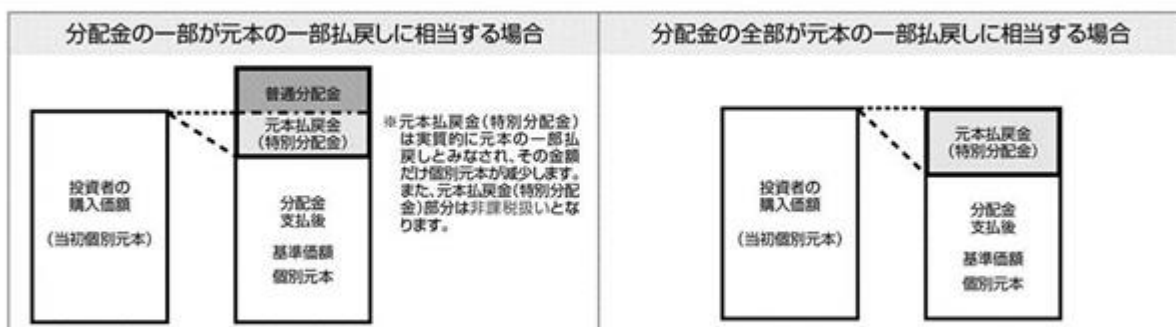 分配金の一部が元本の一部払戻しに相当する場合
普通分配金
元本払戻金
(特別分配金)
投資者の
購入価額
(当初個別元本)
分配金
支払後
基準価額
個別元本
※元本払戻金(特別分配金)
は実質的に元本の一部払
戻しとみなされ、その金額
だけ個別元本が減少します。
また、元本払戻金(特別分配
金)部分は非課税扱いとな
ります。
分配金の全部が元本の一部払戻しに相当する場合
元本払戻金
(特別分配金)
投資者の
購入価額
(当初個別元本)
分配金
支払後
基準価額
個別元本